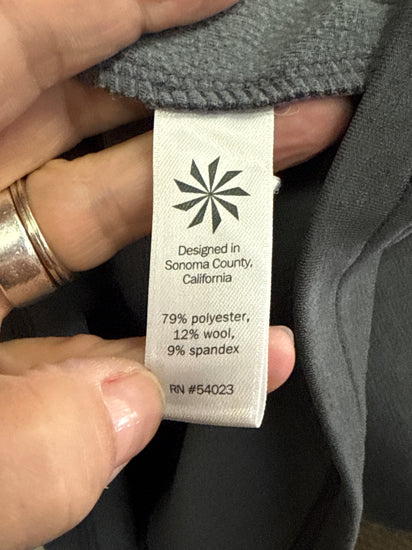 Designed in
Sonoma County,
California
79% polyester,
12% wool,
9% spandex
RN #54023